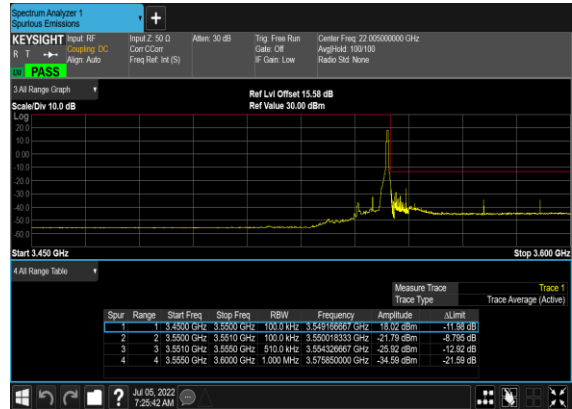 Spectrum Analyzer 1
Spurious Emissions
KEYSIGHT Input: RF Input Z: 50 Ω Atten: 30 dB Trig: Free Run Center Freq: 22.005000000 GHz
R T Coupling: DC Corr CCorr Gate: Off Avg|Hold: 100/100
Align: Auto Freq Ref: Int (S) IF Gain: Low Radio Std: None
LXI PASS
3 All Range Graph
Ref Lvl Offset 15.58 dB
Scale/Div 10.0 dB Ref Value 30.00 dBm
Log
20.0
10.0
0.00
-10.0
-20.0
-30.0
-40.0
-50.0
-60.0
Start 3.450 GHz Stop 3.600 GHz
4 All Range Table
Measure Trace Trace 1
Trace Type Trace Average (Active)
Spur Range Start Freq Stop Freq RBW Frequency Amplitude ΔLimit
1 1 3.4500 GHz 3.5500 GHz 100.0 kHz 3.549166667 GHz 18.02 dBm -11.98 dB
2 2 3.5500 GHz 3.5510 GHz 100.0 kHz 3.550018333 GHz -21.79 dBm -8.795 dB
3 3 3.5510 GHz 3.5550 GHz 510.0 kHz 3.554326667 GHz -25.92 dBm -12.92 dB
4 4 3.5550 GHz 3.6000 GHz 1.000 MHz 3.575850000 GHz -34.59 dBm -21.59 dB
Jul 05, 2022
7:25:42 AM